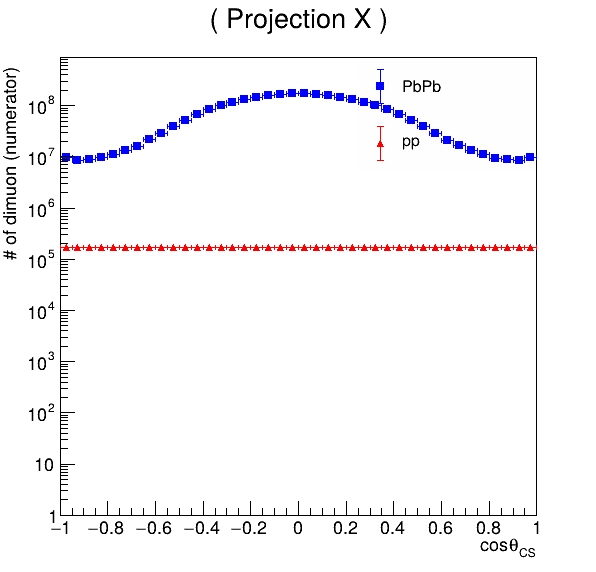 ( Projection X )
# of dimuon (numerator)
10^8
10^7
10^6
10^5
10^4
10^3
10^2
10
1
PbPb
pp
−1 −0.8 −0.6 −0.4 −0.2 0 0.2 0.4 0.6 0.8 1
cosθ_CS